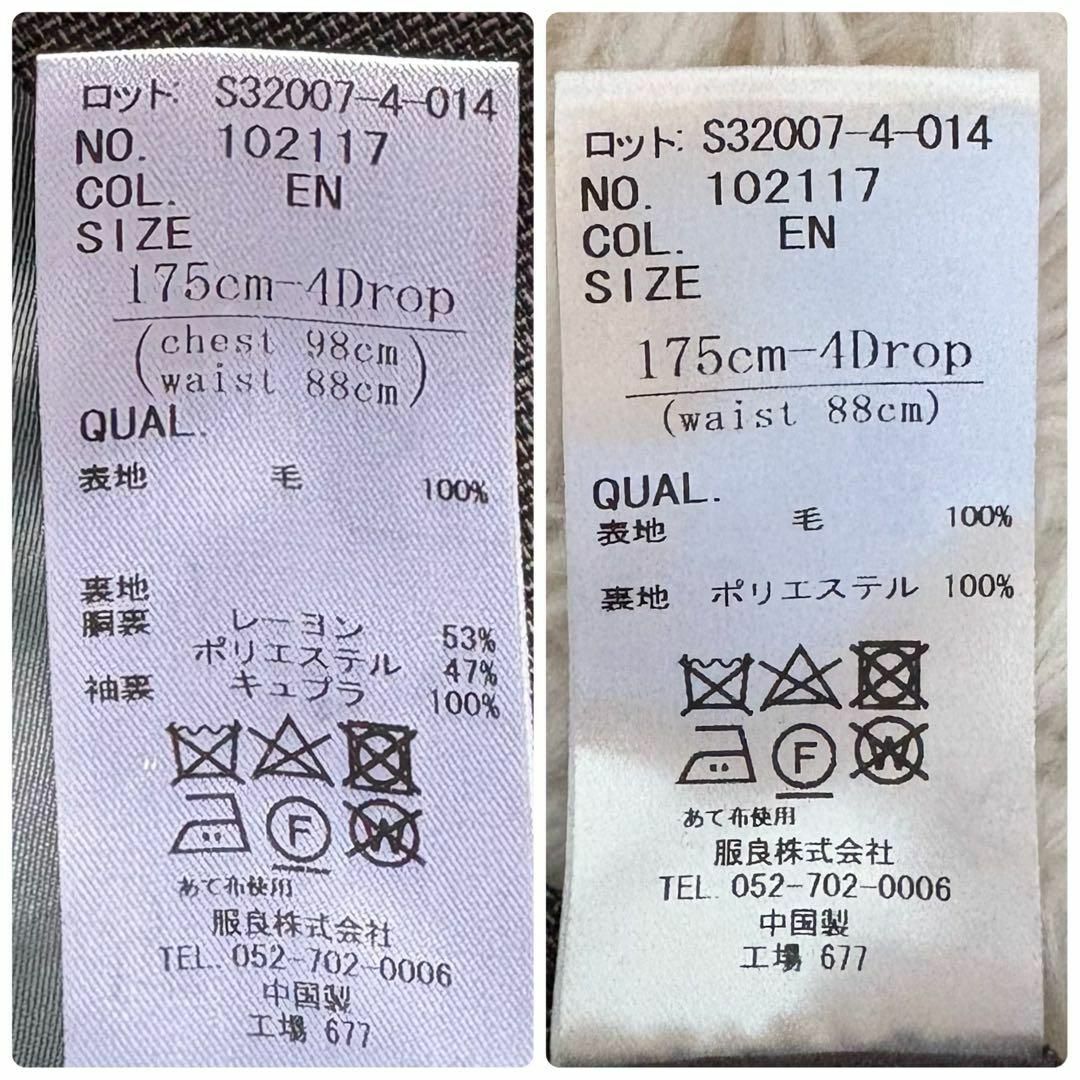 ロット: S32007-4-014
NO. 102117
COL. EN
SIZE
175cm-4Drop
(chest 98cm
waist 88cm)
QUAL.
表地 毛 100%
裏地
胴裏 レーヨン 53%
ポリエステル 47%
袖裏 キュプラ 100%
F W
あて布使用
服良株式会社
TEL. 052-702-0006
中国製
工場 677
ロット: S32007-4-014
NO. 102117
COL. EN
SIZE
175cm-4Drop
(waist 88cm)
QUAL.
表地 毛 100%
裏地 ポリエステル 100%
F W
あて布使用
服良株式会社
TEL. 052-702-0006
中国製
工場 677